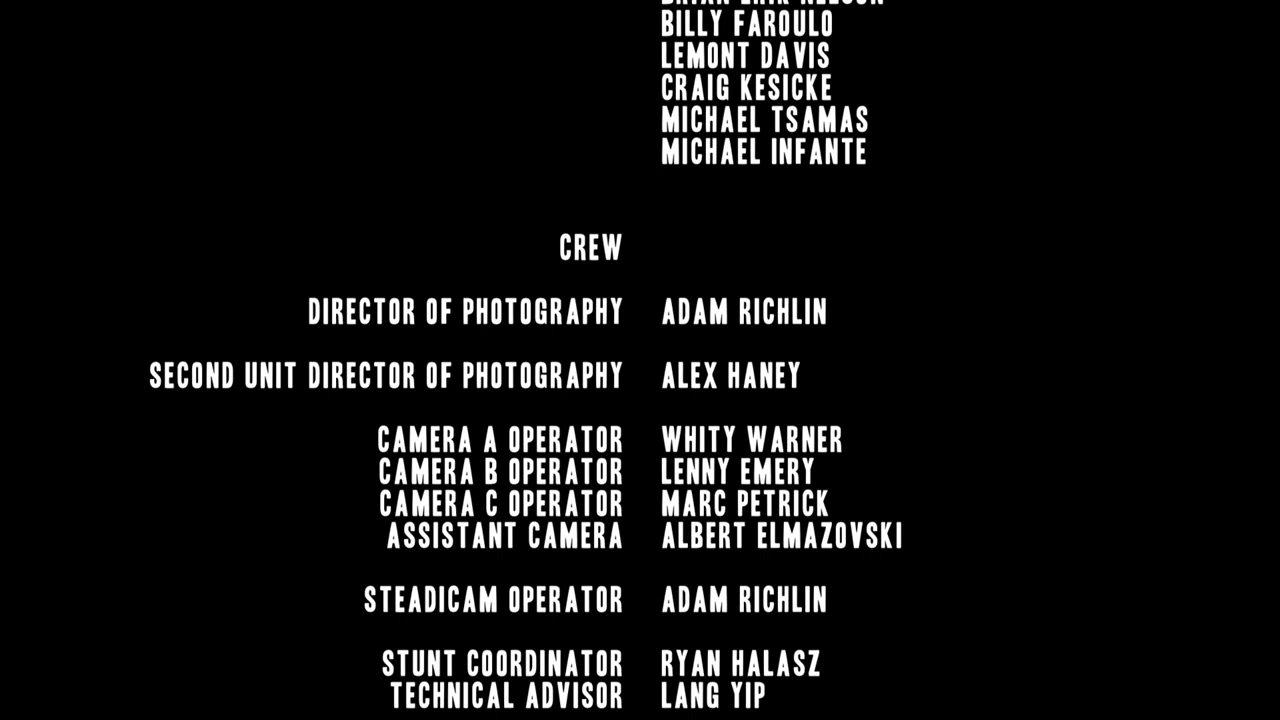 BILLY FAROULO
LEMONT DAVIS
CRAIG KESICKE
MICHAEL TSAMAS
MICHAEL INFANTE
CREW
DIRECTOR OF PHOTOGRAPHY ADAM RICHLIN
SECOND UNIT DIRECTOR OF PHOTOGRAPHY ALEX HANEY
CAMERA A OPERATOR WHITY WARNER
CAMERA B OPERATOR LENNY EMERY
CAMERA C OPERATOR MARC PETRICK
ASSISTANT CAMERA ALBERT ELMAZOVSKI
STEADICAM OPERATOR ADAM RICHLIN
STUNT COORDINATOR RYAN HALASZ
TECHNICAL ADVISOR LANG YIP